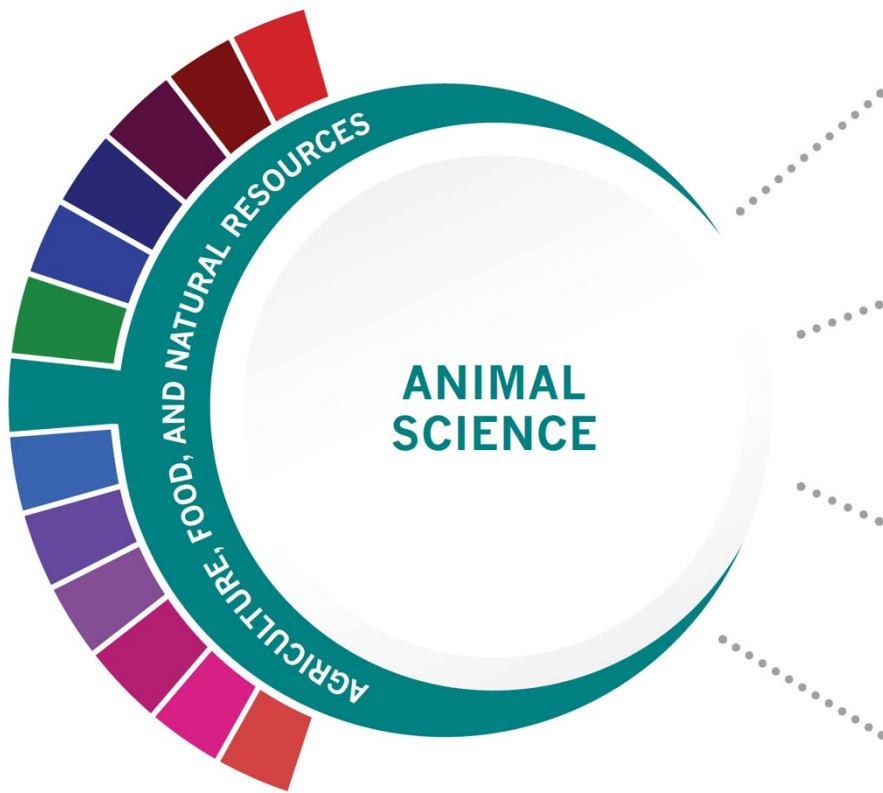 AGRICULTURE, FOOD, AND NATURAL RESOURCES
ANIMAL
SCIENCE